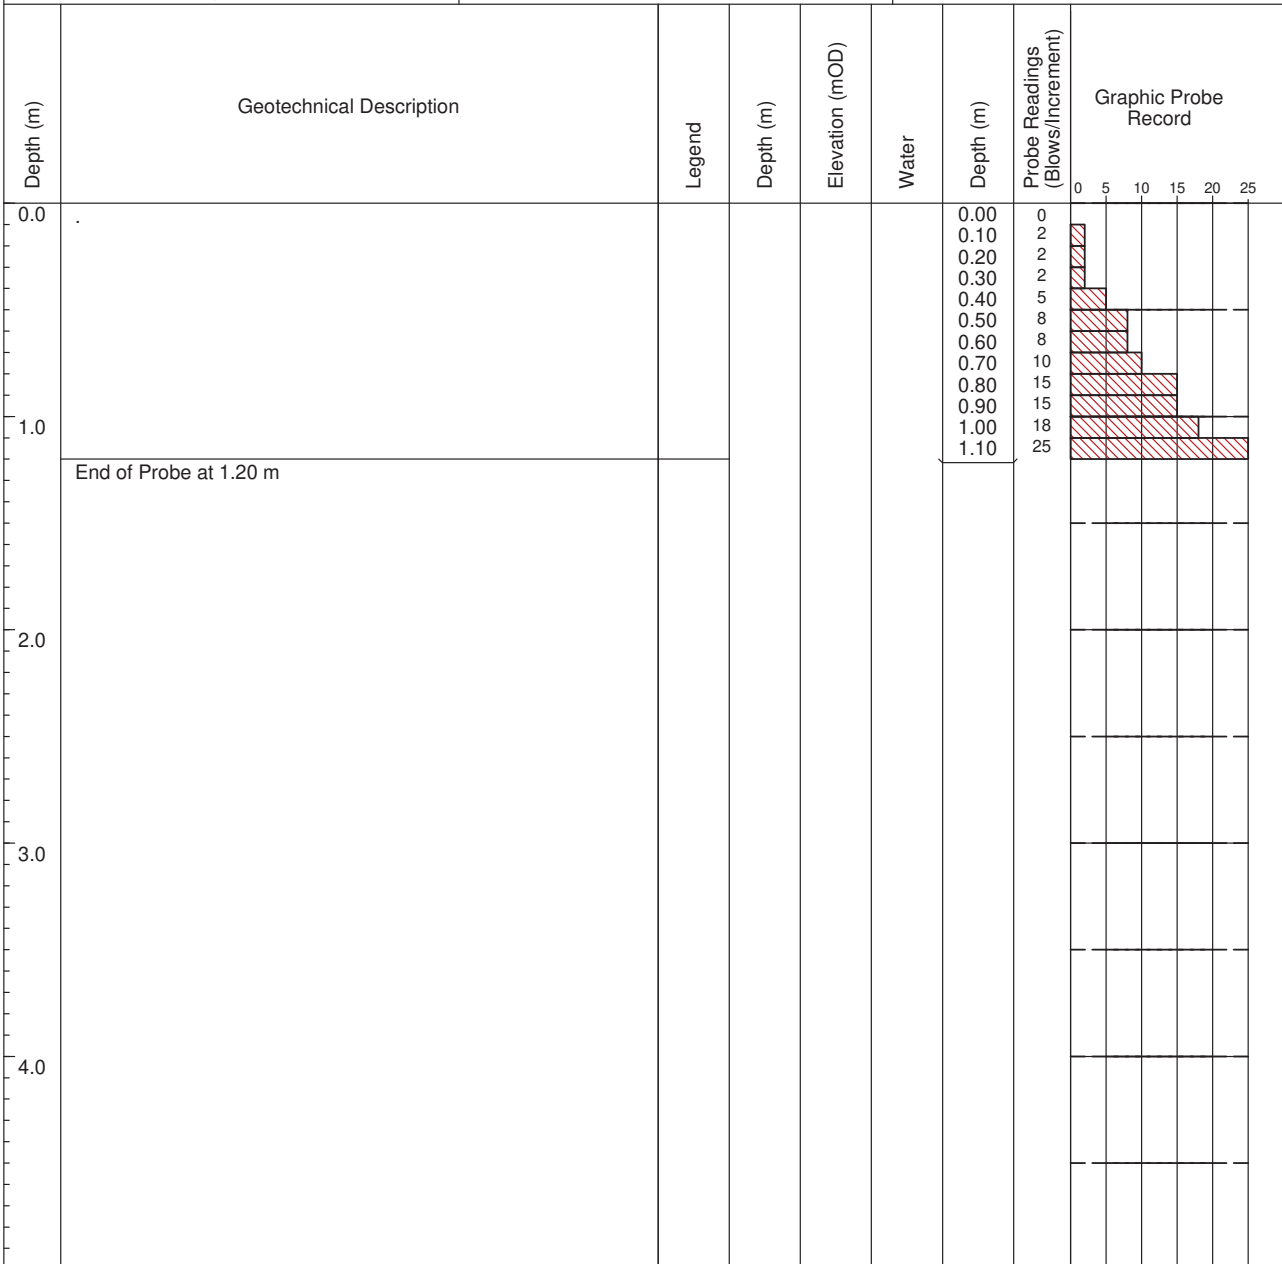 Depth (m)
Geotechnical Description
Legend
Depth (m)
Elevation (mOD)
Water
Depth (m)
Probe Readings
(Blows/Increment)
Graphic Probe
Record
0 5 10 15 20 25
0.0 . 0.00 0
0.10 2
0.20 2
0.30 2
0.40 5
0.50 8
0.60 8
0.70 10
0.80 15
0.90 15
1.0 1.00 18
1.10 25
End of Probe at 1.20 m
2.0
3.0
4.0